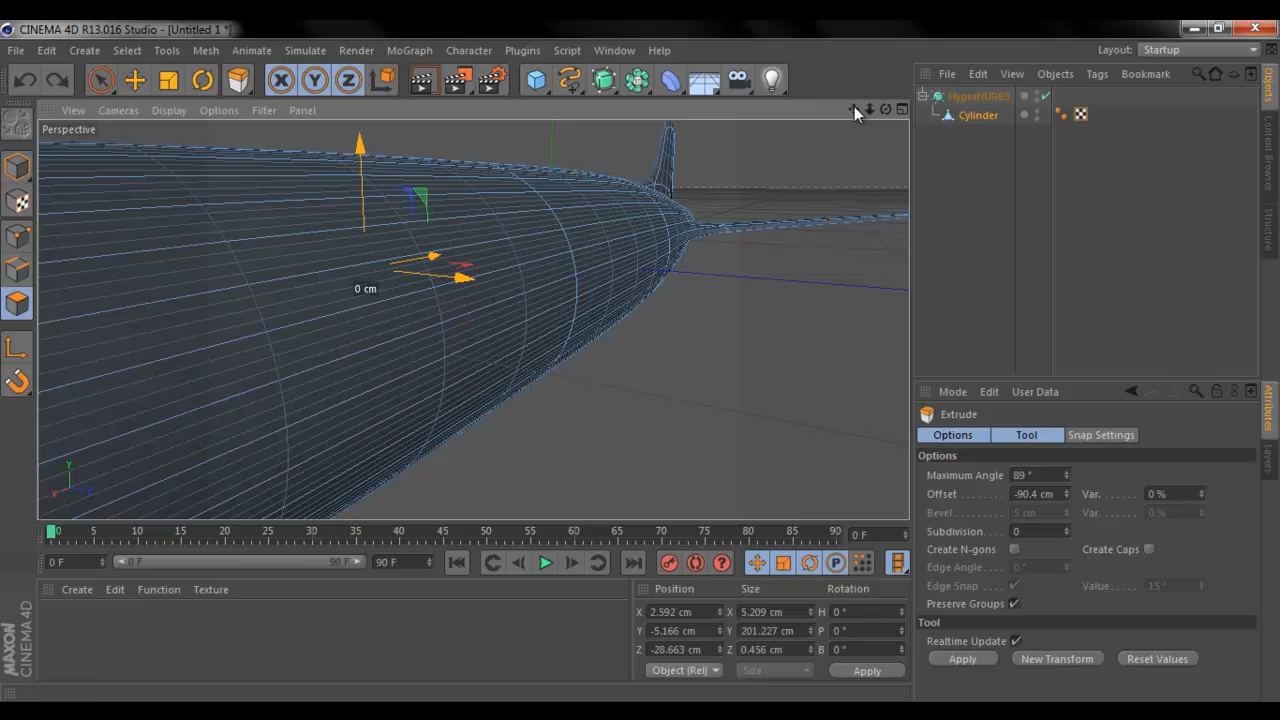 CINEMA 4D R13.016 Studio - [Untitled 1 *]
File Edit Create Select Tools Mesh Animate Simulate Render MoGraph Character Plugins Script Window Help Layout: Startup
X Y Z
File Edit View Objects Tags Bookmark
View Cameras Display Options Filter Panel
HyperNURBS
Cylinder
Perspective
0 cm
Y
X Z
Objects
Content Browser
Structure
Mode Edit User Data
Attributes
Layers
Extrude
Options Tool Snap Settings
Options
Maximum Angle 89 °
Offset -90.4 cm Var. 0 %
Bevel 5 cm Var. 0 %
Subdivision 0
Create N-gons Create Caps
Edge Angle 0 °
Edge Snap Value 15 °
Preserve Groups
Tool
Realtime Update
Apply New Transform Reset Values
0 5 10 15 20 25 30 35 40 45 50 55 60 65 70 75 80 85 90 0 F
0 F 0 F 90 F 90 F P
Create Edit Function Texture
Position Size Rotation
X 2.592 cm X 5.209 cm H 0 °
Y -5.166 cm Y 201.227 cm P 0 °
Z -28.663 cm Z 0.456 cm B 0 °
Object (Rel) Size Apply
MAXON
CINEMA 4D